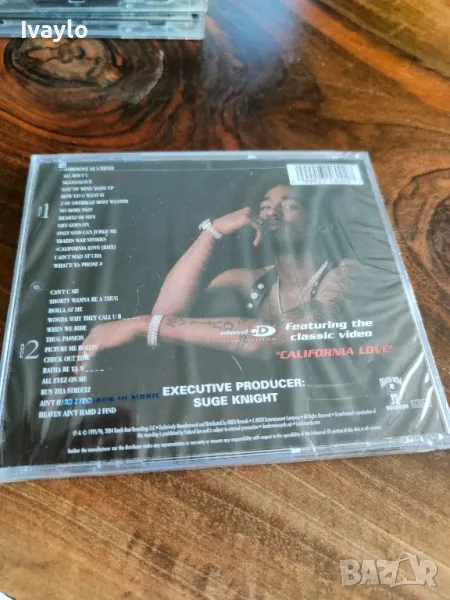 Ivaylo
AMBITIONZ AZ A RIDAH
ALL BOUT U
SKANDALOUZ
GOT MY MIND MADE UP
HOW DO U WANT IT
2 OF AMERIKAZ MOST WANTED
NO MORE PAIN
HEARTZ OF MEN
LIFE GOES ON
ONLY GOD CAN JUDGE ME
TRADIN WAR STORIES
CALIFORNIA LOVE (RMX)
I AIN'T MAD AT CHA
WHAT'Z YA PHONE #
1
CAN'T C ME
SHORTY WANNA BE A THUG
HOLLA AT ME
WONDA WHY THEY CALL U B
WHEN WE RIDE
THUG PASSION
PICTURE ME ROLLIN'
CHECK OUT TIME
RATHA BE YA N
ALL EYEZ ON ME
RUN THA STREETZ
AIN'T HARD 2 FIND
HEAVEN AIN'T HARD 2 FIND
2
enhanced CD
Featuring the
classic video
"CALIFORNIA LOVE"
EXECUTIVE PRODUCER:
SUGE KNIGHT
RECORDS
BAZAR
bg